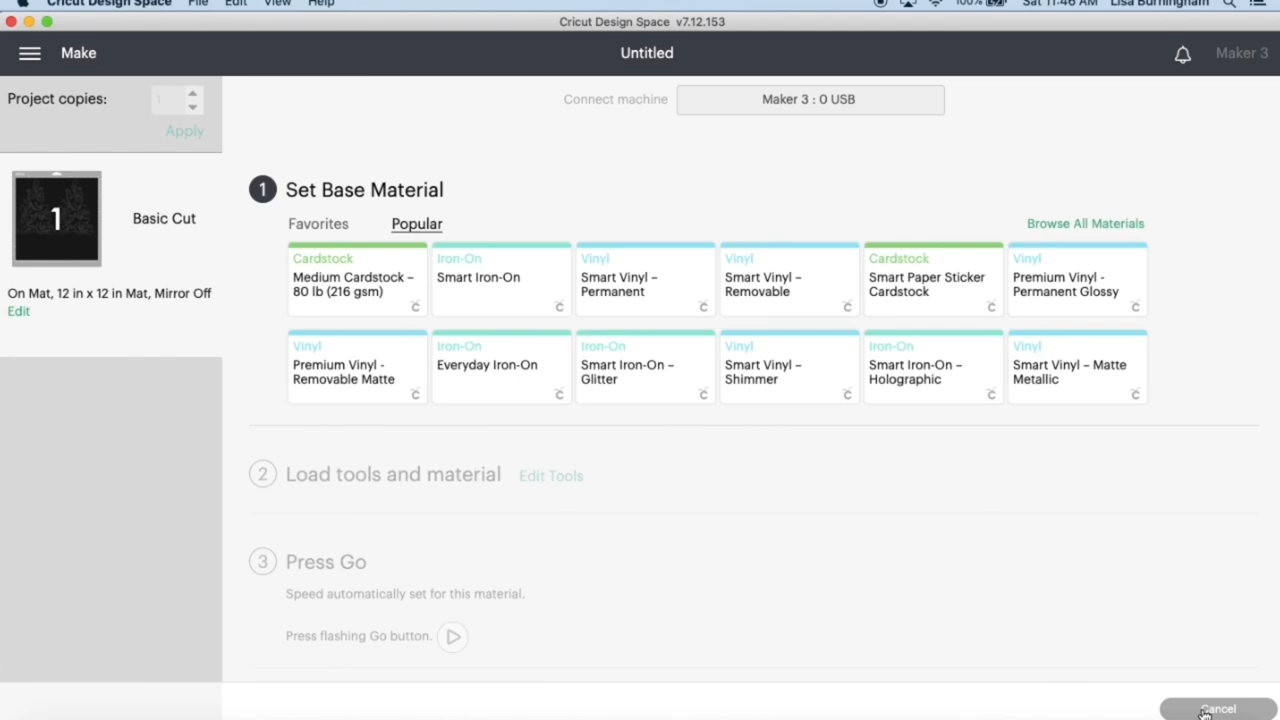 Cricut Design Space File Edit View Help 100% Sat 11:46 AM Lisa Burningham
Cricut Design Space v7.12.153
Make Untitled Maker 3
Project copies: 1
Apply
Connect machine Maker 3 : 0 USB
1 Basic Cut
On Mat, 12 in x 12 in Mat, Mirror Off
Edit
1 Set Base Material
Favorites Popular Browse All Materials
Cardstock
Medium Cardstock –
80 lb (216 gsm)
Iron-On
Smart Iron-On
Vinyl
Smart Vinyl –
Permanent
Vinyl
Smart Vinyl –
Removable
Cardstock
Smart Paper Sticker
Cardstock
Vinyl
Premium Vinyl -
Permanent Glossy
Vinyl
Premium Vinyl -
Removable Matte
Iron-On
Everyday Iron-On
Iron-On
Smart Iron-On –
Glitter
Vinyl
Smart Vinyl –
Shimmer
Iron-On
Smart Iron-On –
Holographic
Vinyl
Smart Vinyl – Matte
Metallic
2 Load tools and material Edit Tools
3 Press Go
Speed automatically set for this material.
Press flashing Go button.
Cancel